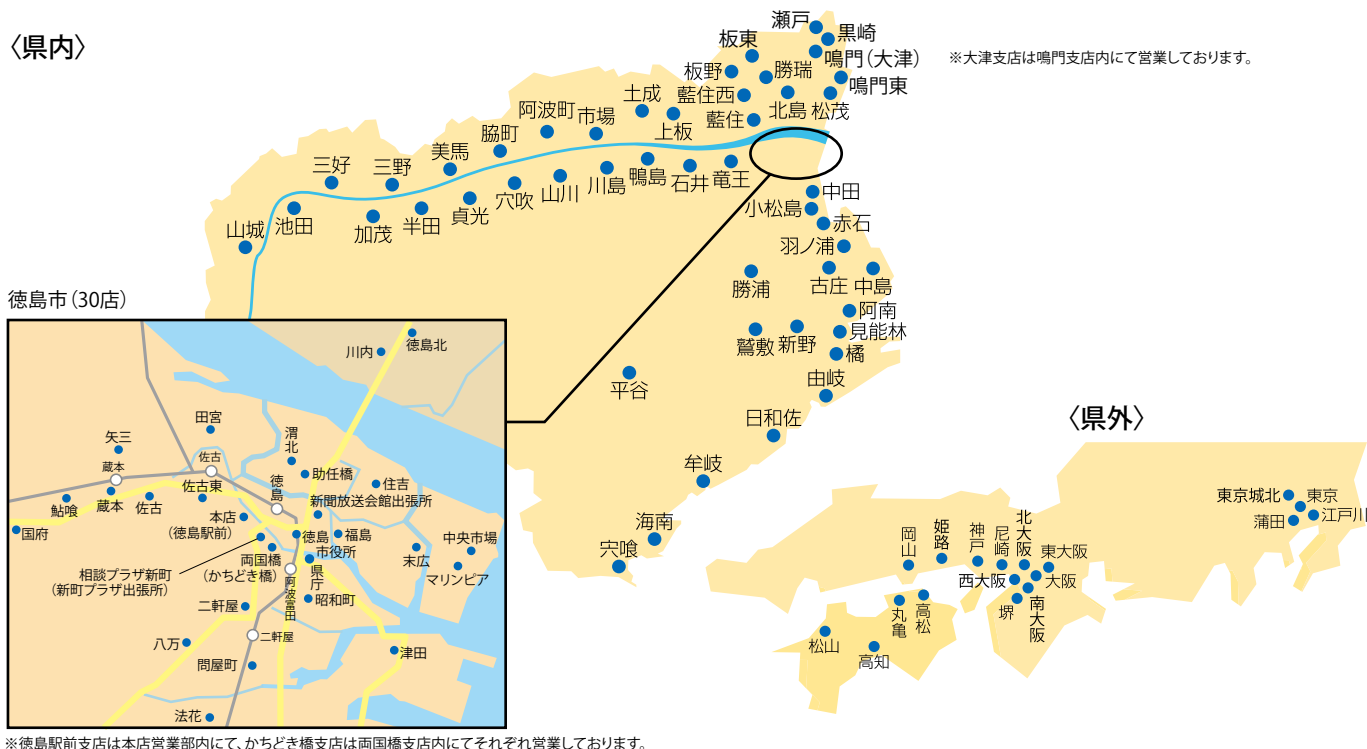 〈県内〉
瀬戸
黒崎
板東
鳴門（大津）
※大津支店は鳴門支店内にて営業しております。
板野
勝瑞
鳴門東
土成
藍住西
阿波町
市場
北島
松茂
上板
藍住
脇町
美馬
三好
三野
鴨島
石井
竜王
川島
山川
穴吹
中田
貞光
小松島
池田
加茂
半田
赤石
山城
羽ノ浦
勝浦
古庄
中島
阿南
見能林
鷲敷
新野
橘
平谷
由岐
日和佐
牟岐
海南
宍喰
徳島市（30店）
徳島北
川内
田宮
渭北
矢三
佐古
蔵本
助任橋
徳島
住吉
佐古東
新聞放送会館出張所
鮎喰
蔵本
佐古
本店
（徳島駅前）
国府
徳島
福島
中央市場
市役所
両国橋
（かちどき橋）
末広
マリンピア
相談プラザ新町
（新町プラザ出張所）
県庁
阿波富田
昭和町
二軒屋
二軒屋
八万
問屋町
津田
法花
〈県外〉
東京城北
東京
蒲田
江戸川
岡山
姫路
神戸
尼崎
北大阪
東大阪
西大阪
大阪
堺
南大阪
丸亀
高松
松山
高知
※徳島駅前支店は本店営業部内にて、かちどき橋支店は両国橋支店内にてそれぞれ営業しております。